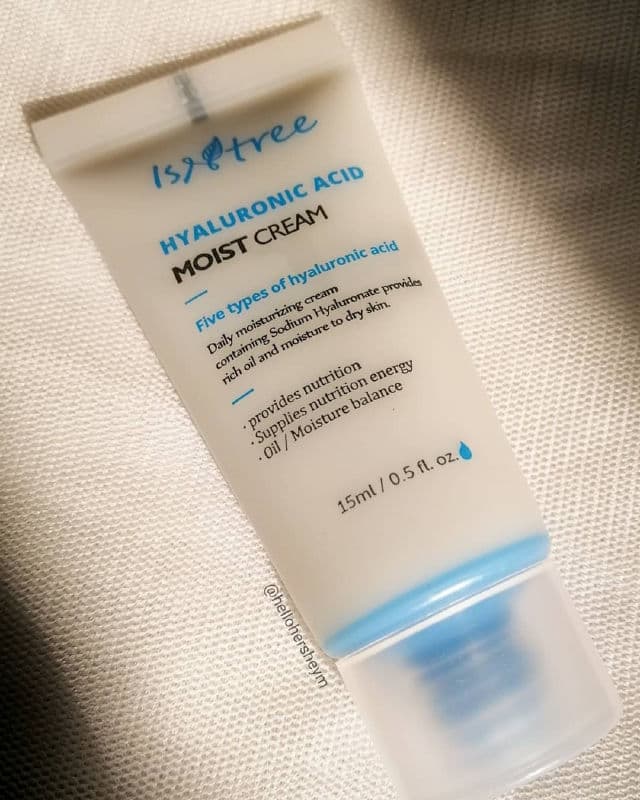 Isntree
HYALURONIC ACID
MOIST CREAM
Five types of hyaluronic acid
Daily moisturizing cream
containing Sodium Hyaluronate provides
rich oil and moisture to dry skin.
· provides nutrition
· Supplies nutrition energy
· Oil / Moisture balance
15ml / 0.5 fl. oz.
@hellohersheym